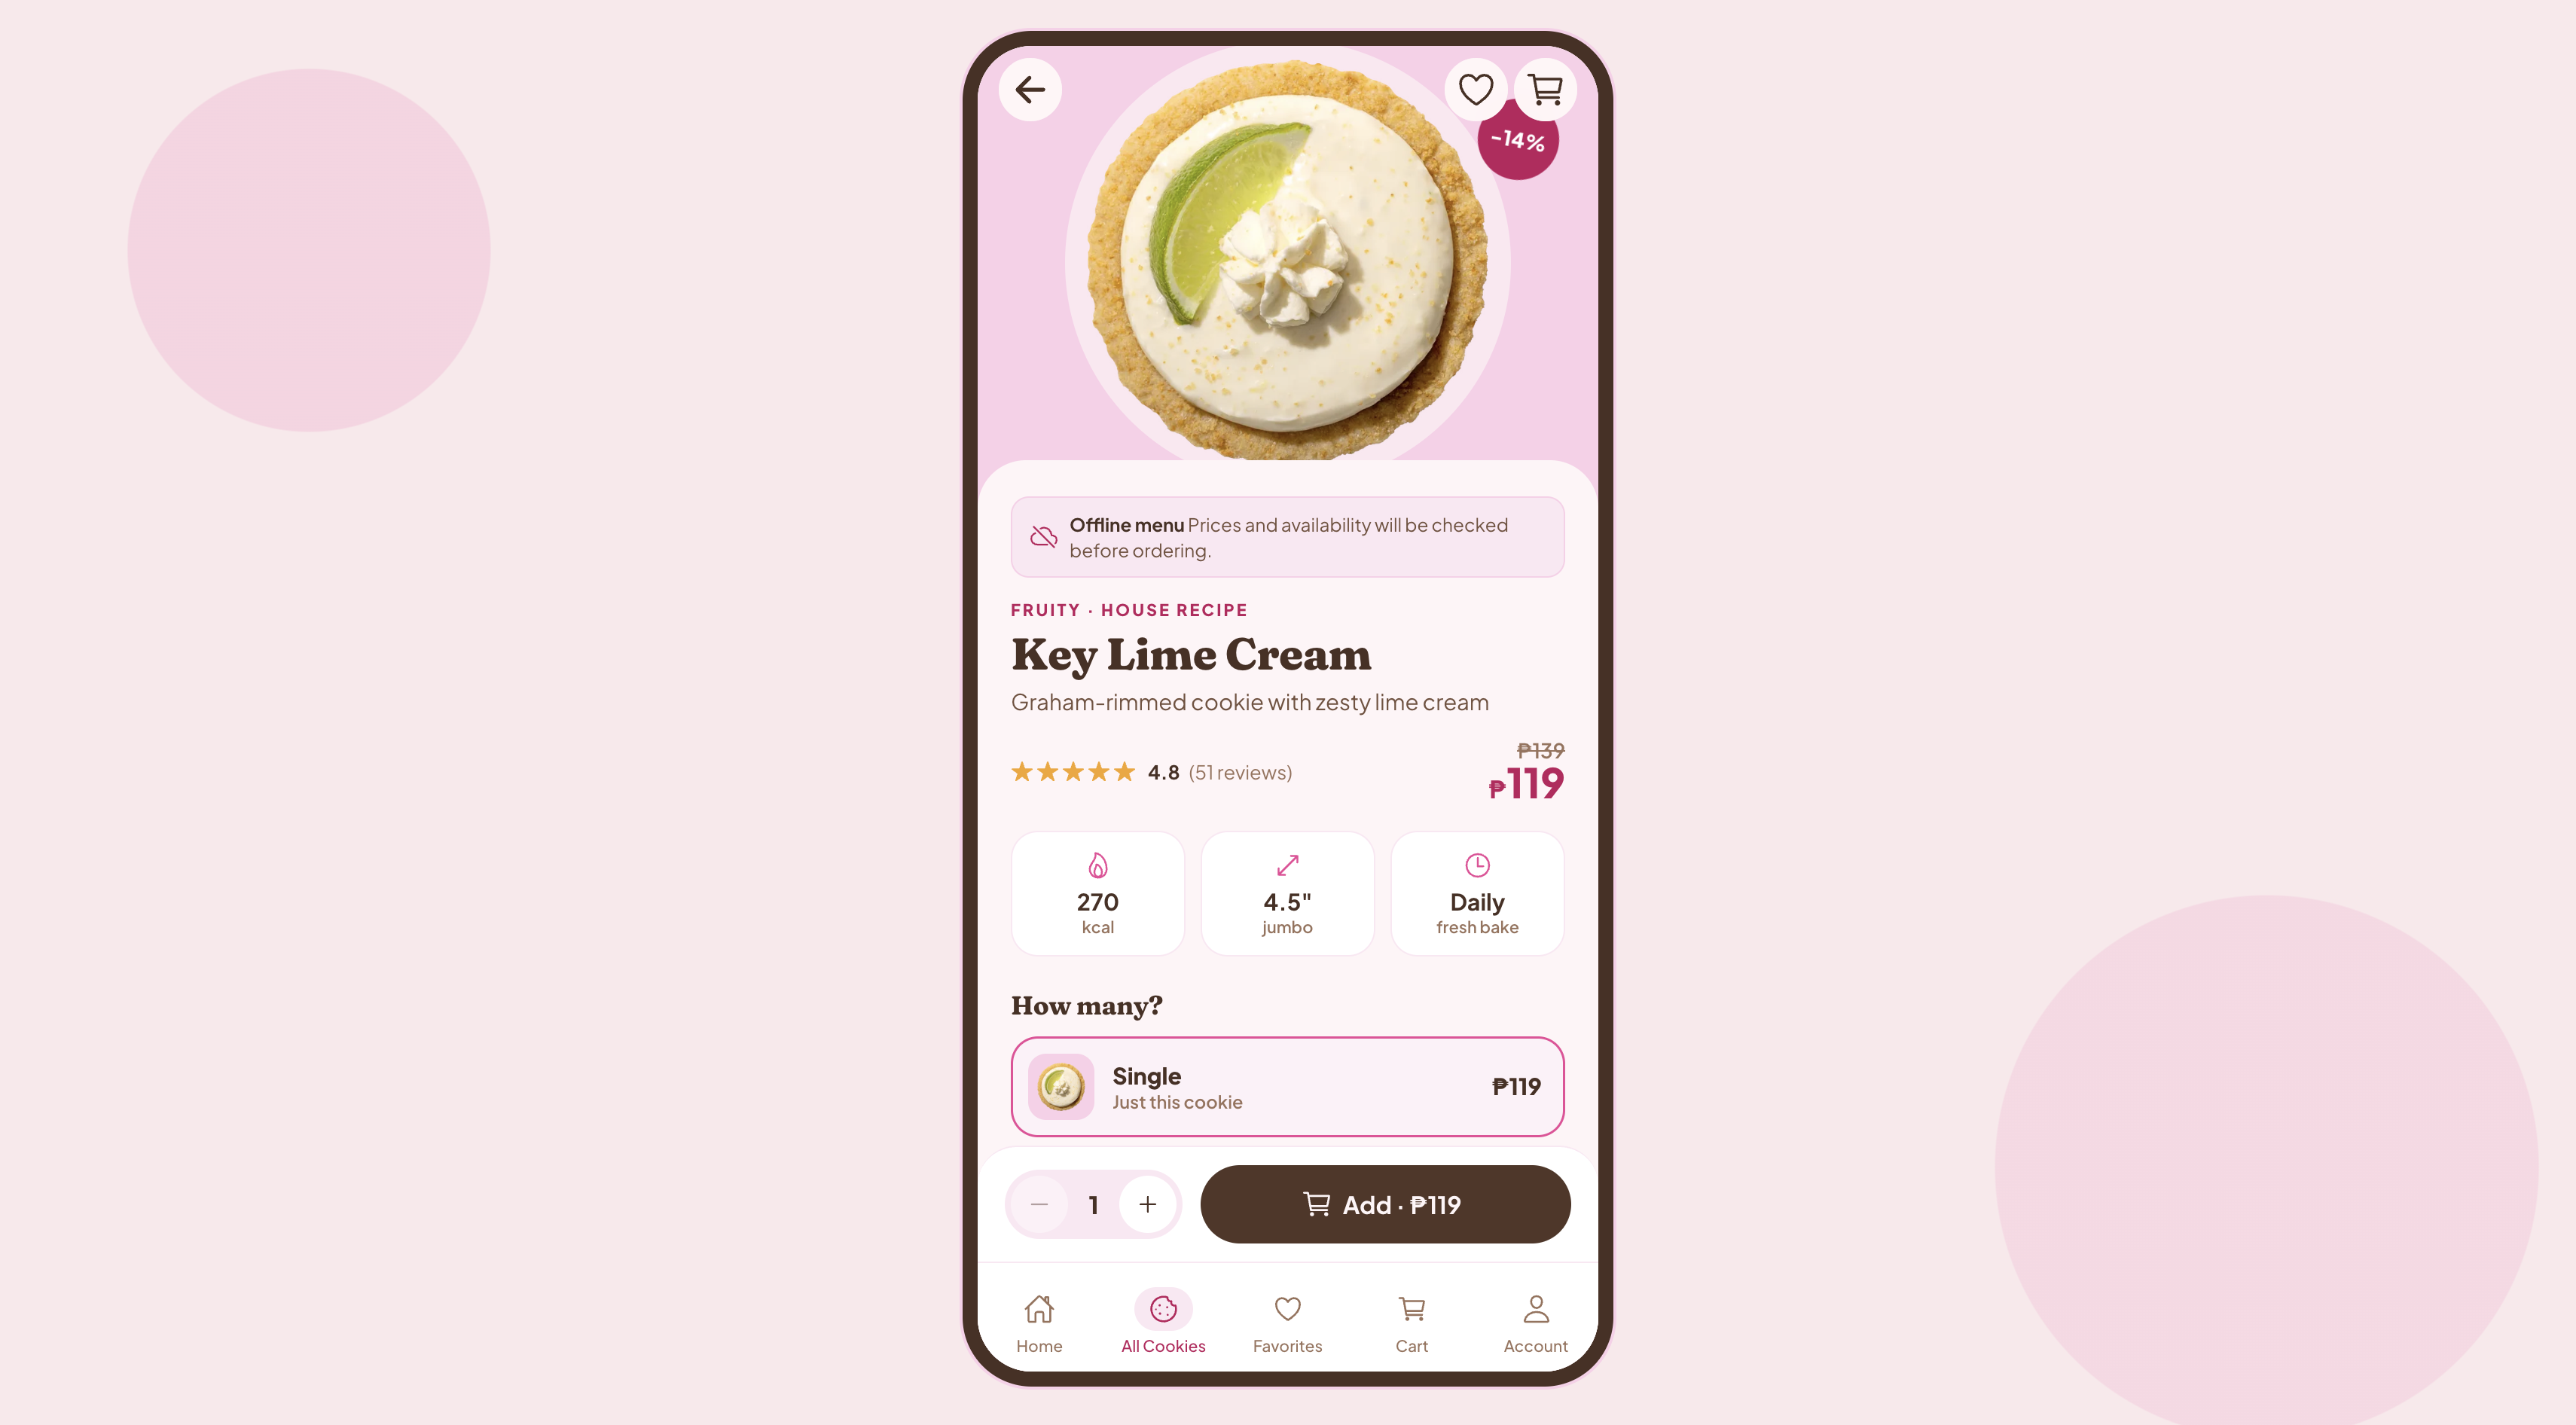 -14%
Offline menu Prices and availability will be checked
before ordering.
FRUITY · HOUSE RECIPE
Key Lime Cream
Graham-rimmed cookie with zesty lime cream
₱139
4.8 (51 reviews)
₱119
270
kcal
4.5"
jumbo
Daily
fresh bake
How many?
Single
Just this cookie
₱119
1
Add · ₱119
Home
All Cookies
Favorites
Cart
Account